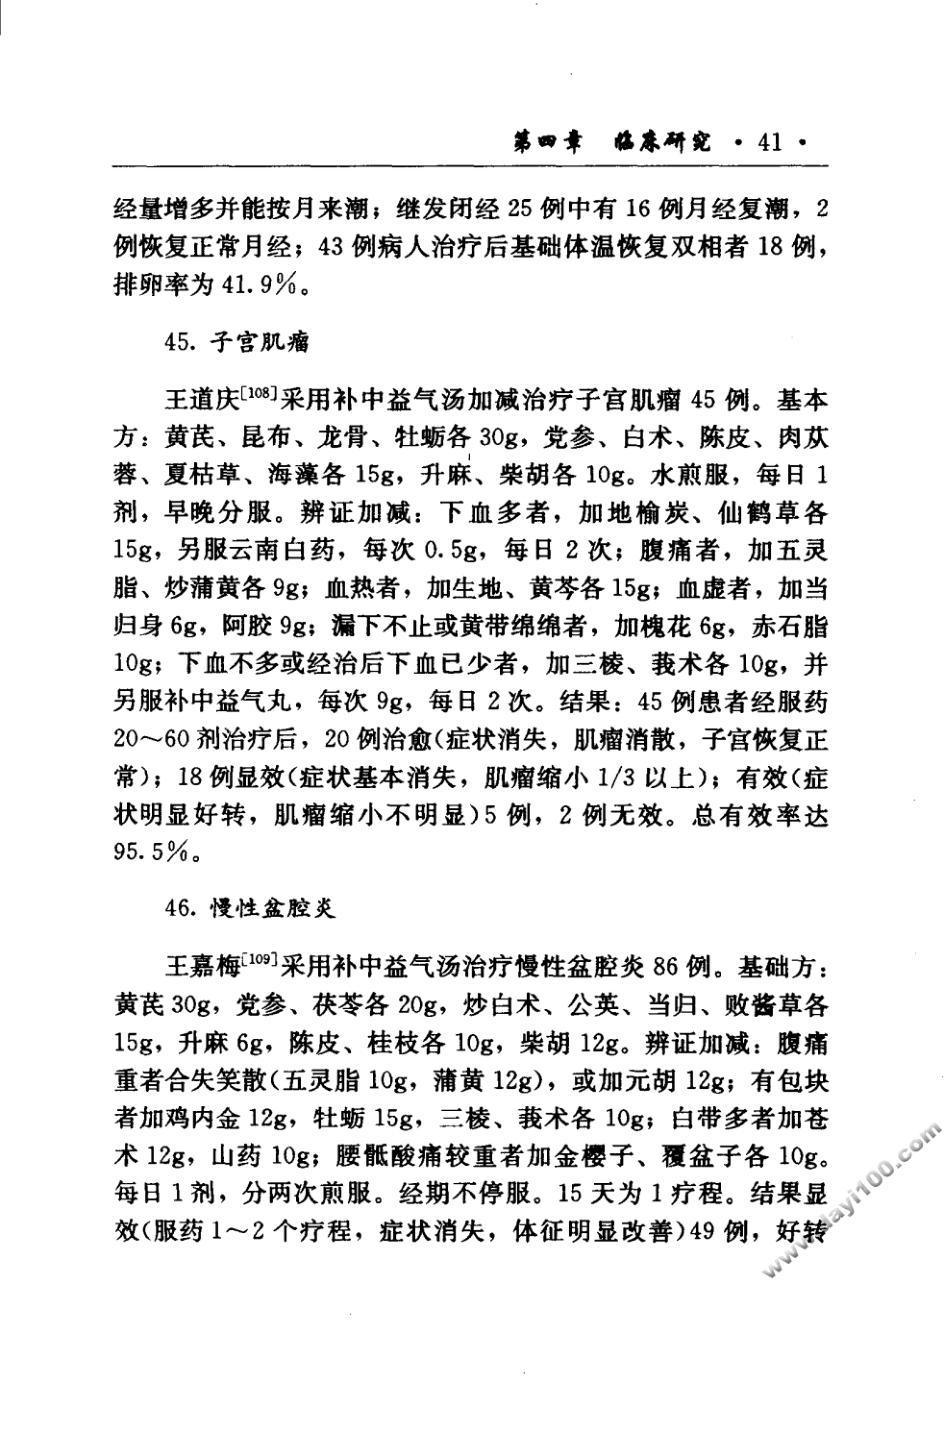 第四章　临床研究 · 41 ·
经量增多并能按月来潮；继发闭经 25 例中有 16 例月经复潮，2
例恢复正常月经；43 例病人治疗后基础体温恢复双相者 18 例，
排卵率为 41.9%。
45. 子宫肌瘤
王道庆[108]采用补中益气汤加减治疗子宫肌瘤 45 例。基本
方：黄芪、昆布、龙骨、牡蛎各 30g，党参、白术、陈皮、肉苁
蓉、夏枯草、海藻各 15g，升麻、柴胡各 10g。水煎服，每日 1
剂，早晚分服。辨证加减：下血多者，加地榆炭、仙鹤草各
15g，另服云南白药，每次 0.5g，每日 2 次；腹痛者，加五灵
脂、炒蒲黄各 9g；血热者，加生地、黄芩各 15g；血虚者，加当
归身 6g，阿胶 9g；漏下不止或黄带绵绵者，加槐花 6g，赤石脂
10g；下血不多或经治后下血已少者，加三棱、莪术各 10g，并
另服补中益气丸，每次 9g，每日 2 次。结果：45 例患者经服药
20～60 剂治疗后，20 例治愈(症状消失，肌瘤消散，子宫恢复正
常)；18 例显效(症状基本消失，肌瘤缩小 1/3 以上)；有效(症
状明显好转，肌瘤缩小不明显)5 例，2 例无效。总有效率达
95.5%。
46. 慢性盆腔炎
王嘉梅[109]采用补中益气汤治疗慢性盆腔炎 86 例。基础方：
黄芪 30g，党参、茯苓各 20g，炒白术、公英、当归、败酱草各
15g，升麻 6g，陈皮、桂枝各 10g，柴胡 12g。辨证加减：腹痛
重者合失笑散(五灵脂 10g，蒲黄 12g)，或加元胡 12g；有包块
者加鸡内金 12g，牡蛎 15g，三棱、莪术各 10g；白带多者加苍
术 12g，山药 10g；腰骶酸痛较重者加金樱子、覆盆子各 10g。
每日 1 剂，分两次煎服。经期不停服。15 天为 1 疗程。结果显
效(服药 1～2 个疗程，症状消失，体征明显改善)49 例，好转
www.dayi100.com